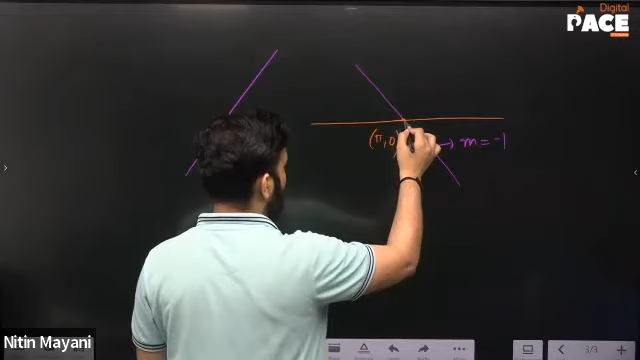 Digital
PACE
(π, 0
→ m = -1
Nitin Mayani
3/3